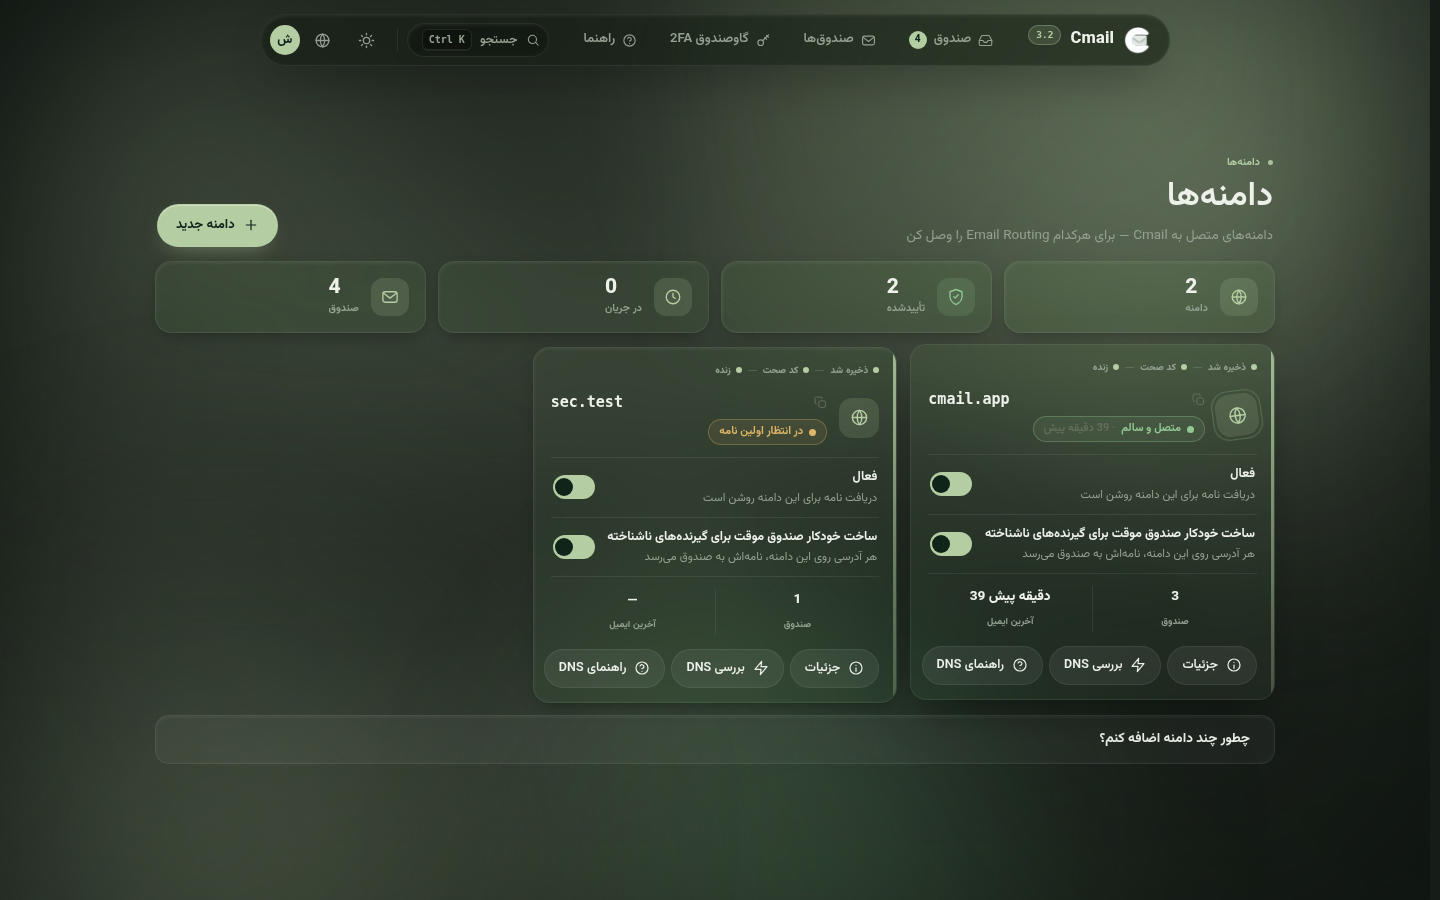 Cmail 3.2
صندوق 4
صندوق‌ها
گاوصندوق 2FA
راهنما
جستجو Ctrl K
ش
دامنه‌ها
دامنه‌ها
دامنه‌های متصل به Cmail — برای هرکدام Email Routing را وصل کن
دامنه جدید
2
دامنه
2
تأییدشده
0
در جریان
4
صندوق
ذخیره شد — کد صحت — زنده
cmail.app
متصل و سالم · 39 دقیقه پیش
فعال
دریافت نامه برای این دامنه روشن است
ساخت خودکار صندوق موقت برای گیرنده‌های ناشناخته
هر آدرسی روی این دامنه، نامه‌اش به صندوق می‌رسد
3
صندوق
39 دقیقه پیش
آخرین ایمیل
جزئیات
بررسی DNS
راهنمای DNS
ذخیره شد — کد صحت — زنده
sec.test
در انتظار اولین نامه
فعال
دریافت نامه برای این دامنه روشن است
ساخت خودکار صندوق موقت برای گیرنده‌های ناشناخته
هر آدرسی روی این دامنه، نامه‌اش به صندوق می‌رسد
1
صندوق
—
آخرین ایمیل
جزئیات
بررسی DNS
راهنمای DNS
چطور چند دامنه اضافه کنم؟